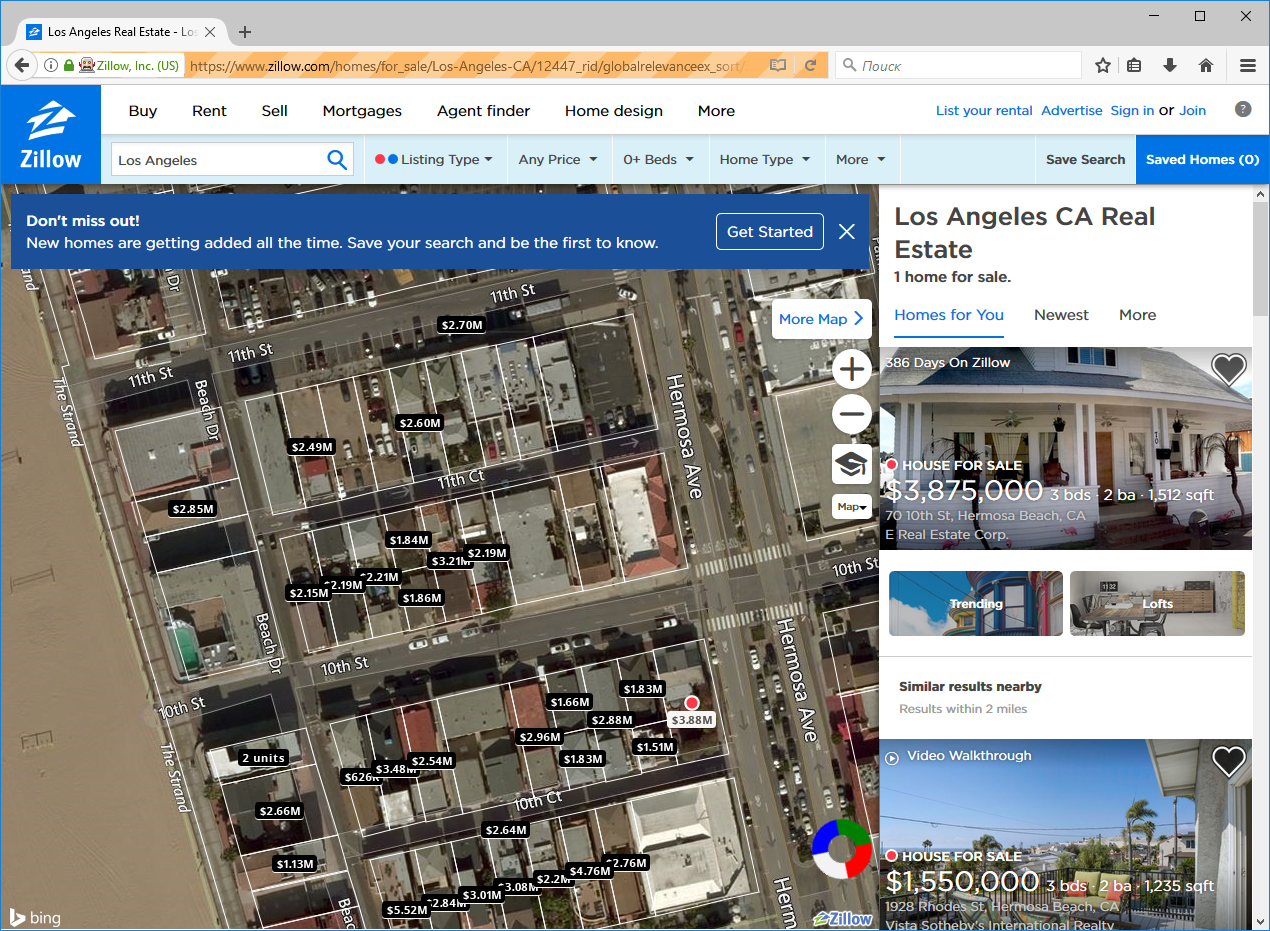 Los Angeles Real Estate - Los
Zillow, Inc. (US)
https://www.zillow.com/homes/for_sale/Los-Angeles-CA/12447_rid/globalrelevanceex_sort/
Поиск
Zillow
Buy Rent Sell Mortgages Agent finder Home design More
List your rental Advertise Sign in or Join ?
Los Angeles
Listing Type Any Price 0+ Beds Home Type More
Save Search
Saved Homes (0)
Don't miss out!
New homes are getting added all the time. Save your search and be the first to know.
Get Started
11th St
$2.70M
More Map
11th St
11th St
The Strand
Beach Dr
Hermosa Ave
$2.60M
$2.49M
11th Ct
Map
$2.85M
$1.84M
$2.19M
$3.21M
10th St
$2.21M
$2.19M
$2.15M
$1.86M
Beach Dr
Hermosa Ave
10th St
$1.83M
$1.66M
$3.88M
$2.88M
10th St
$2.96M
$1.51M
The Strand
2 units
$1.83M
$2.54M
$3.48M
$626K
10th Ct
$2.66M
$2.64M
$1.13M
$2.76M
$4.76M
$2.2
$3.08M
$3.01M
$2.84M
$5.52M
bing
Zillow
Los Angeles CA Real
Estate
1 home for sale.
Homes for You Newest More
386 Days On Zillow
HOUSE FOR SALE
$3,875,000 3 bds · 2 ba · 1,512 sqft
70 10th St, Hermosa Beach, CA
E Real Estate Corp.
Trending
Lofts
Similar results nearby
Results within 2 miles
Video Walkthrough
HOUSE FOR SALE
$1,550,000 3 bds · 2 ba · 1,235 sqft
1928 Rhodes St, Hermosa Beach, CA
Vista Sotheby's International Realty